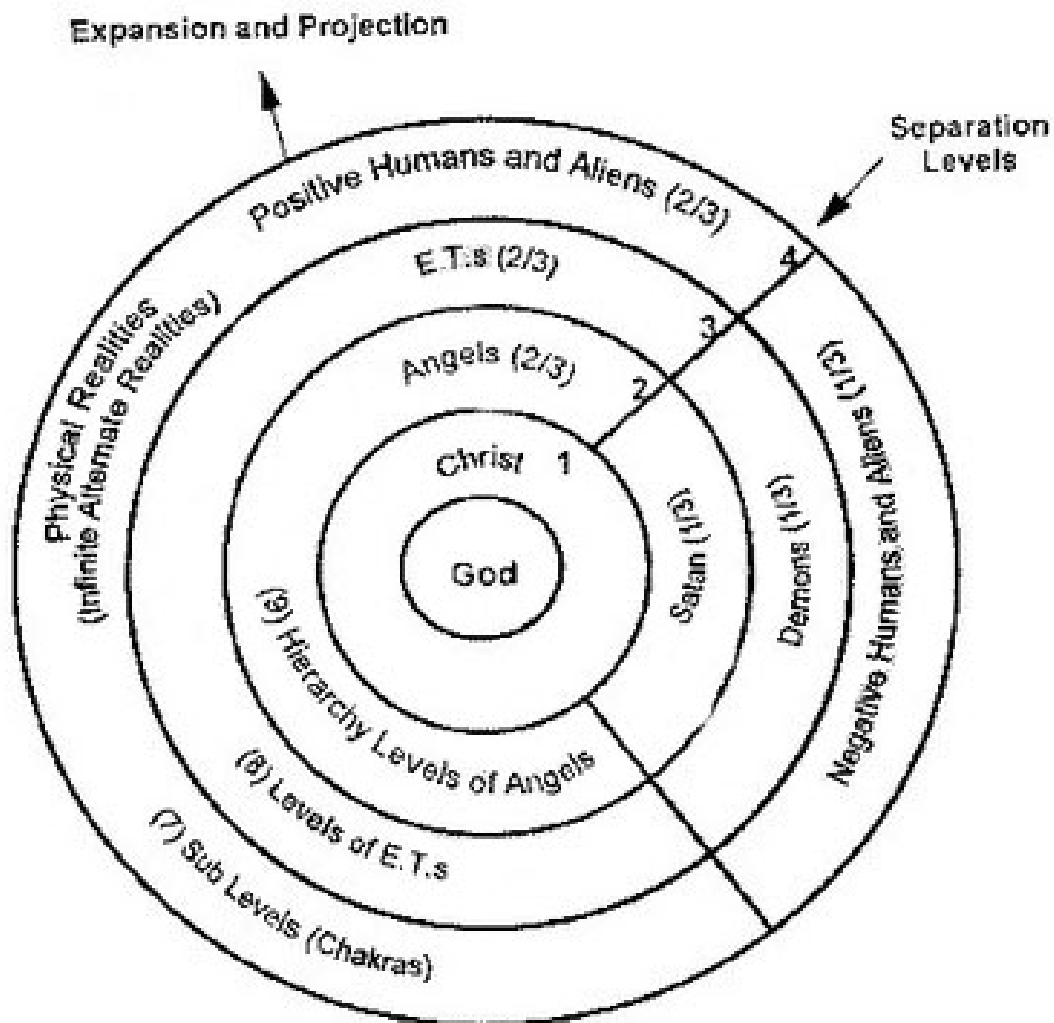 Expansion and Projection
Separation
Levels
Positive Humans and Aliens (2/3)
4
E.T.s (2/3)
3
Angels (2/3)
2
Christ 1
God
Physical Realities
(Infinite Alternate Realities)
Satan (1/3)
Demons (1/3)
Negative Humans and Aliens (1/3)
(9) Hierarchy Levels of Angels
(8) Levels of E.T.s
(7) Sub Levels (Chakras)